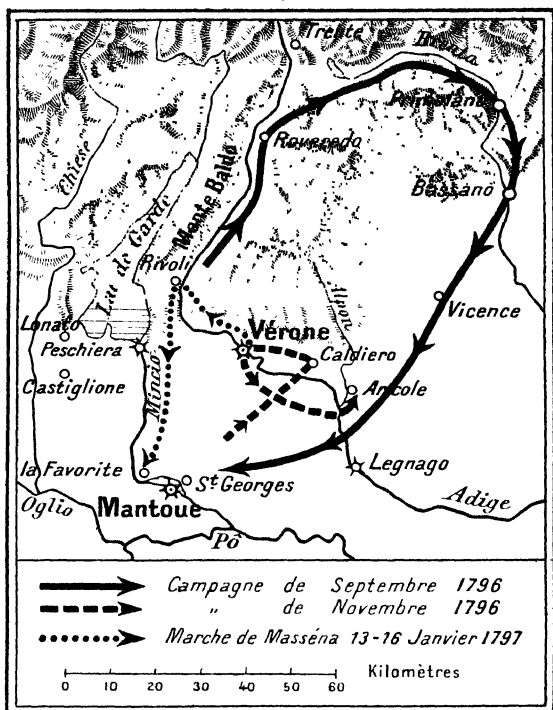 Trente
Brenta
Primolano
Roveredo
Chiese
Bassano
Monte Baldo
Lac de Garde
Rivoli
Alpon
Vicence
Lonato
Vérone
Peschiera
Caldiero
Castiglione
Mincio
Arcole
la Favorite
St Georges
Legnago
Oglio
Mantoue
Adige
Pô
Campagne de Septembre 1796
„ de Novembre 1796
Marche de Masséna 13-16 Janvier 1797
Kilomètres
0 10 20 30 40 50 60